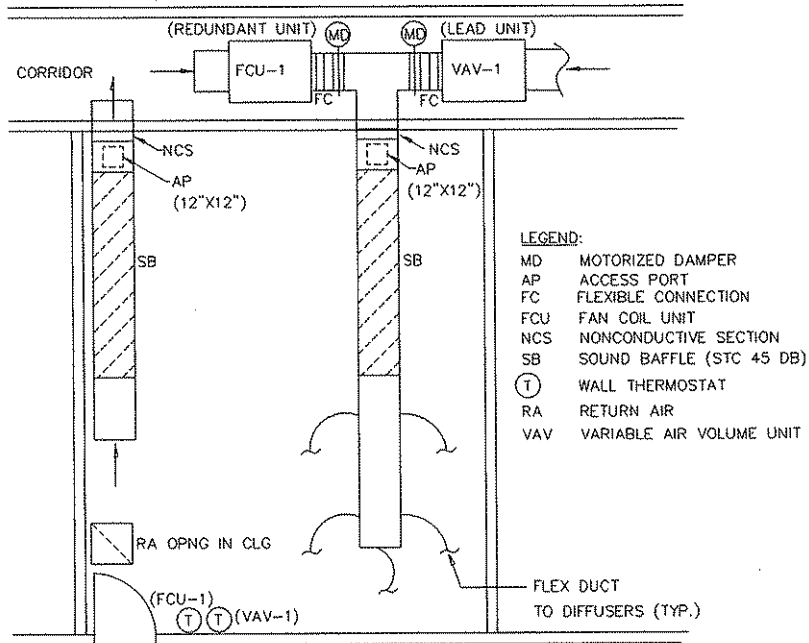 (REDUNDANT UNIT)
MD
MD
(LEAD UNIT)
CORRIDOR
FCU-1
VAV-1
FC
FC
NCS
AP
(12"X12")
NCS
AP
(12"X12")
SB
SB
LEGEND:
MD MOTORIZED DAMPER
AP ACCESS PORT
FC FLEXIBLE CONNECTION
FCU FAN COIL UNIT
NCS NONCONDUCTIVE SECTION
SB SOUND BAFFLE (STC 45 DB)
T WALL THERMOSTAT
RA RETURN AIR
VAV VARIABLE AIR VOLUME UNIT
RA OPNG IN CLG
(FCU-1)
T T (VAV-1)
FLEX DUCT
TO DIFFUSERS (TYP.)